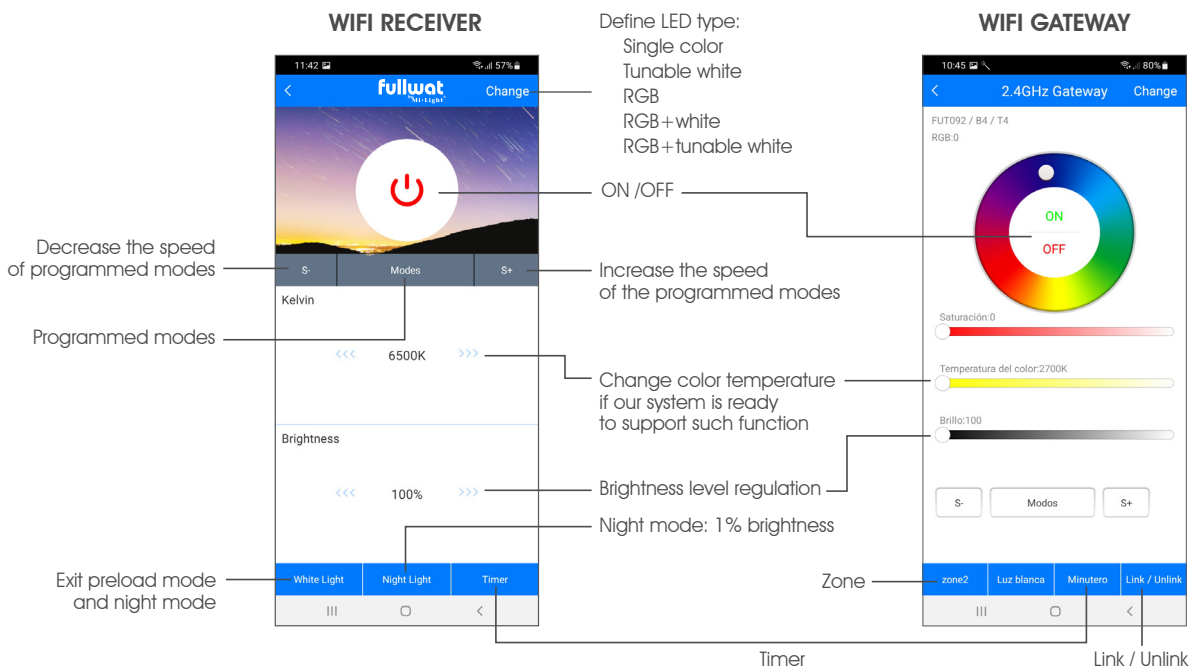 WIFI RECEIVER
Define LED type:
Single color
Tunable white
RGB
RGB+white
RGB+tunable white
WIFI GATEWAY
11:42
57%
fullwat
by Mi·Light
Change
10:45
80%
2.4GHz Gateway
Change
FUT092 / B4 / T4
RGB:0
ON
OFF
ON /OFF
Decrease the speed
of programmed modes
S-
Modes
S+
Increase the speed
of the programmed modes
Kelvin
Programmed modes
<<<
6500K
>>>
Saturación:0
Change color temperature
if our system is ready
to support such function
Temperatura del color:2700K
Brightness
Brillo:100
<<<
100%
>>>
Brightness level regulation
S-
Modos
S+
Night mode: 1% brightness
Exit preload mode
and night mode
White Light
Night Light
Timer
Zone
zone2
Luz blanca
Minutero
Link / Unlink
Timer
Link / Unlink